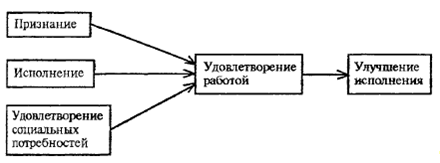 Признание
Исполнение
Удовлетворение
социальных
потребностей
Удовлетворение
работой
Улучшение
исполнения